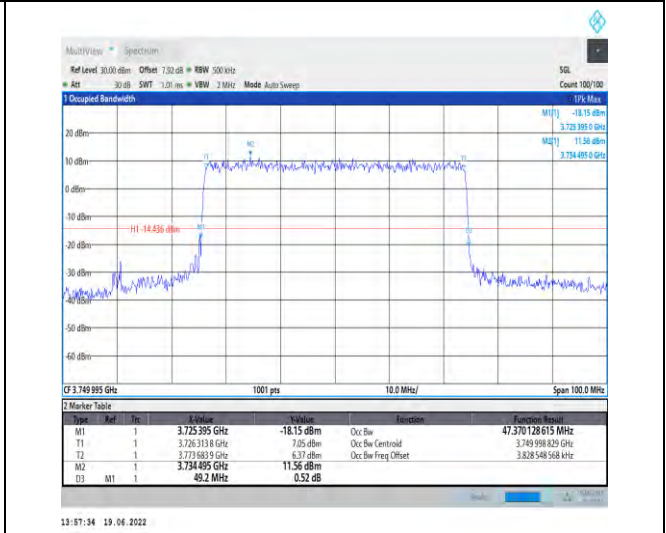 MultiView Spectrum
Ref Level 30.00 dBm Offset 7.92 dB RBW 500 kHz SGL
Att 30 dB SWT 1.01 ms VBW 2 MHz Mode Auto Sweep Count 100/100
1 Occupied Bandwidth 1Pk Max
M1[1] -18.15 dBm
3.725 395 0 GHz
M2[1] 11.56 dBm
3.734 495 0 GHz
20 dBm
M2
T1
10 dBm
0 dBm
-10 dBm
H1 -14.436 dBm
M1
-20 dBm
-30 dBm
-40 dBm
-50 dBm
-60 dBm
CF 3.749 995 GHz 1001 pts 10.0 MHz/ Span 100.0 MHz
2 Marker Table
Type Ref Trc X-Value Y-Value Function Function Result
M1 1 3.725 395 GHz -18.15 dBm Occ Bw 47.370 128 615 MHz
T1 1 3.726 313 8 GHz 7.05 dBm Occ Bw Centroid 3.749 998 829 GHz
T2 1 3.773 683 9 GHz 6.37 dBm Occ Bw Freq Offset 3.828 548 568 kHz
M2 1 3.734 495 GHz 11.56 dBm
D3 M1 1 49.2 MHz 0.52 dB
13:57:34 19.06.2022